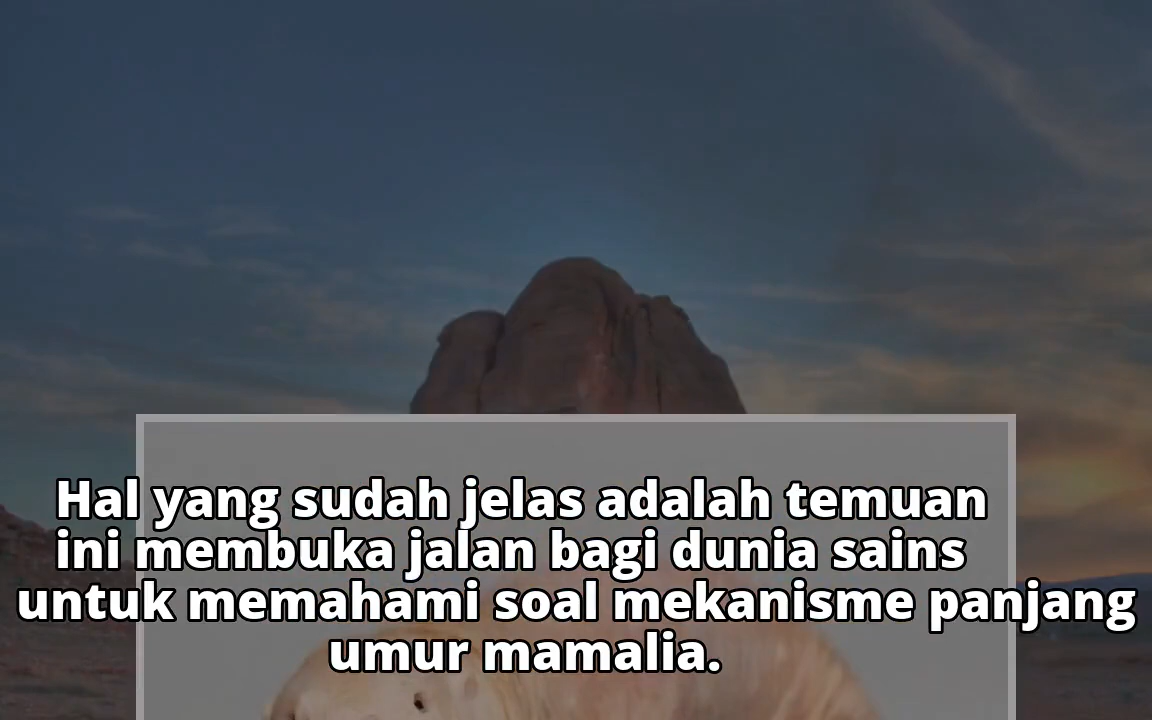 Hal yang sudah jelas adalah temuan
ini membuka jalan bagi dunia sains
untuk memahami soal mekanisme panjang
umur mamalia.